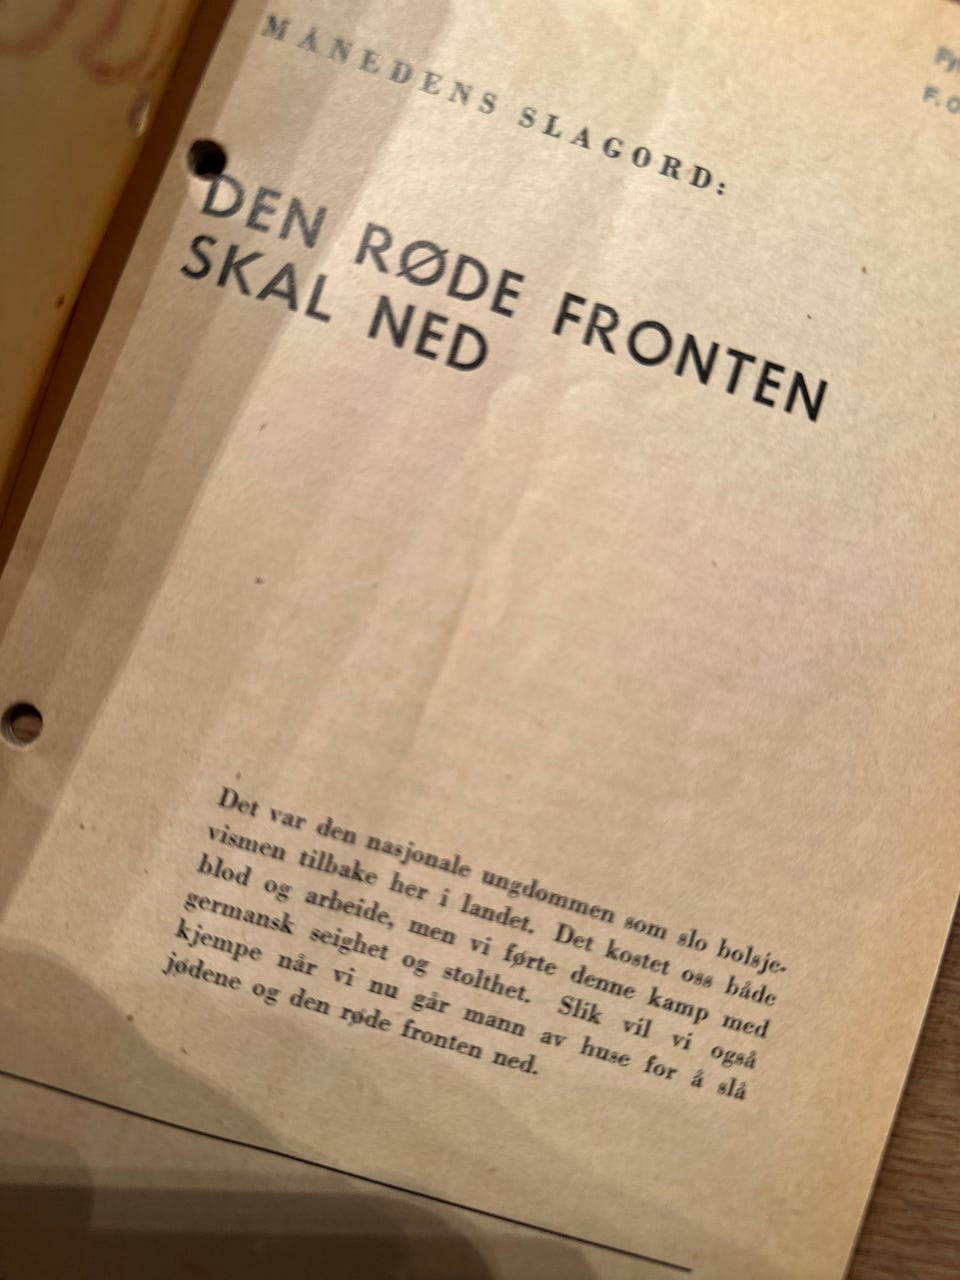 MÅNEDENS SLAGORD:
DEN RØDE FRONTEN
SKAL NED
Det var den nasjonale ungdommen som slo bolsje-
vismen tilbake her i landet. Det kostet oss både
blod og arbeide, men vi førte denne kamp med
germansk seighet og stolthet. Slik vil vi også
kjempe når vi nu går mann av huse for å slå
jødene og den røde fronten ned.